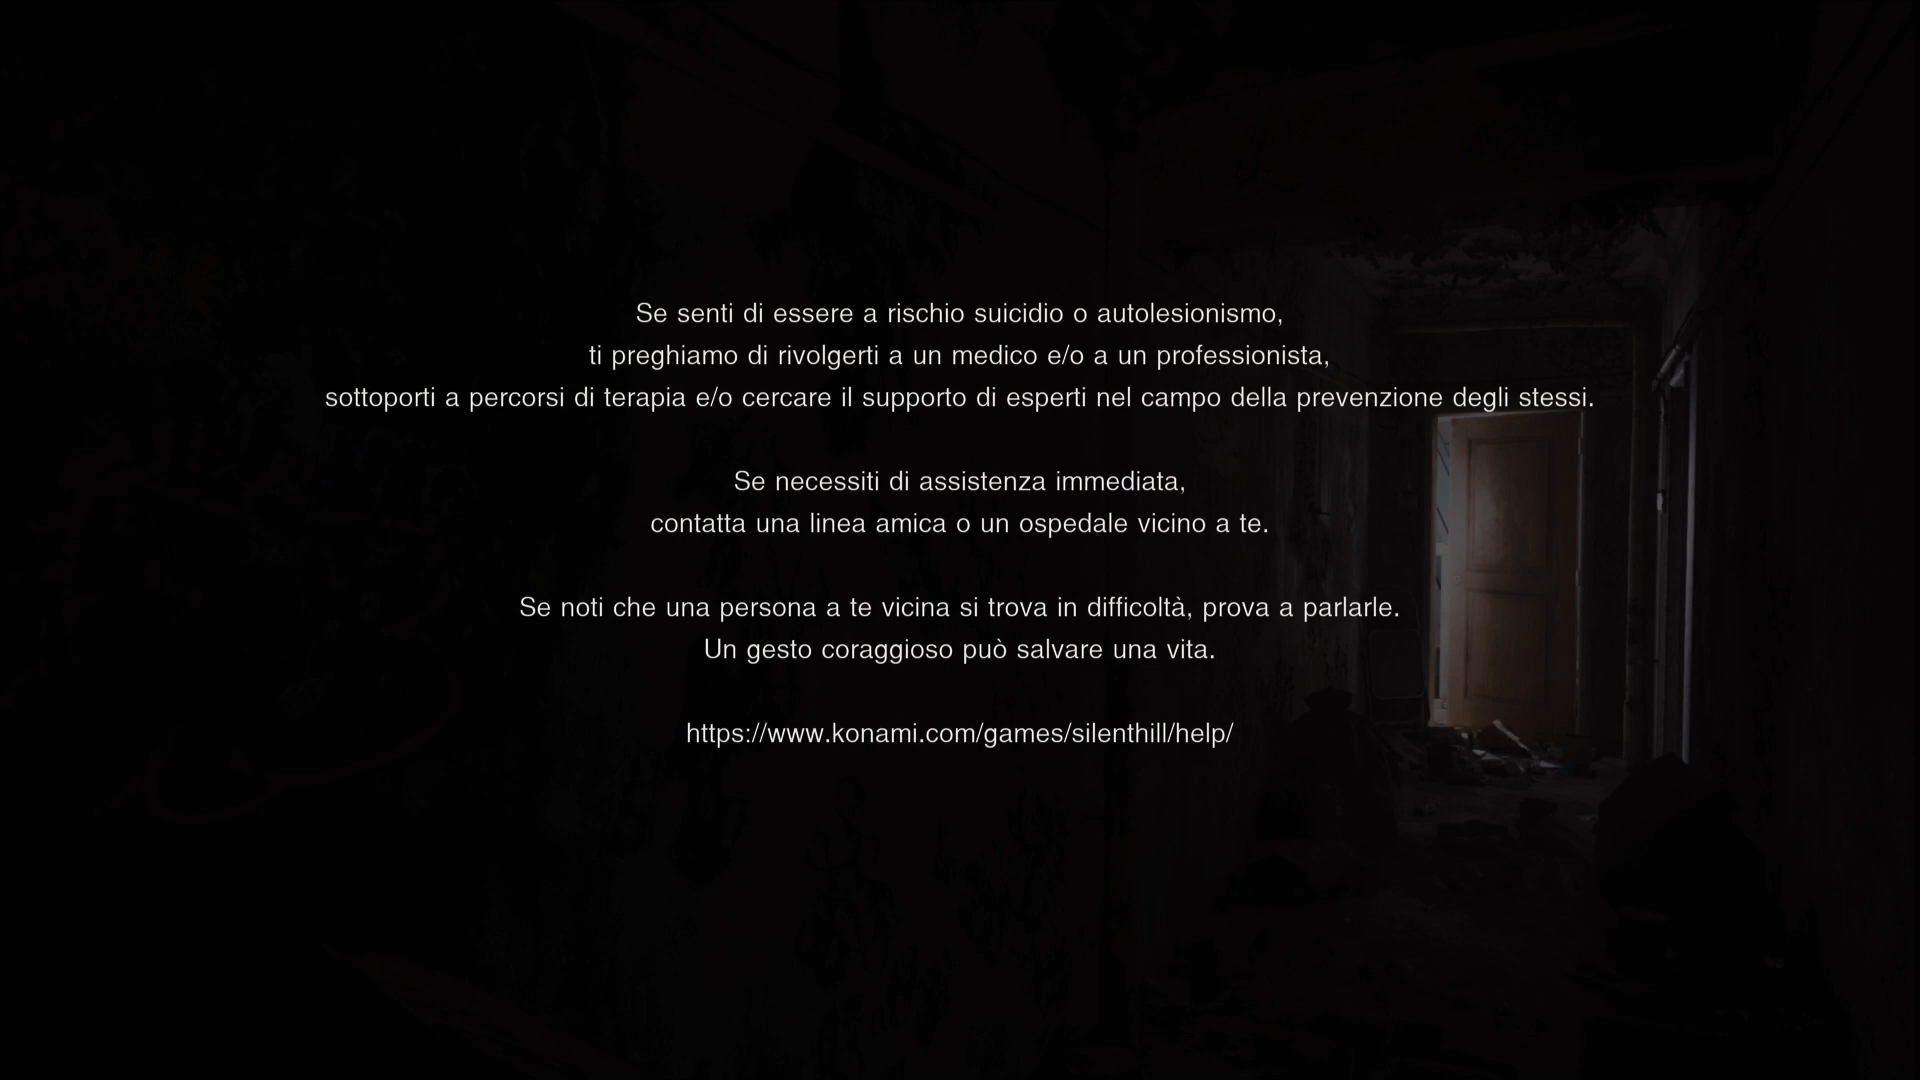 Se senti di essere a rischio suicidio o autolesionismo,
ti preghiamo di rivolgerti a un medico e/o a un professionista,
sottoporti a percorsi di terapia e/o cercare il supporto di esperti nel campo della prevenzione degli stessi.
Se necessiti di assistenza immediata,
contatta una linea amica o un ospedale vicino a te.
Se noti che una persona a te vicina si trova in difficoltà, prova a parlarle.
Un gesto coraggioso può salvare una vita.
https://www.konami.com/games/silenthill/help/